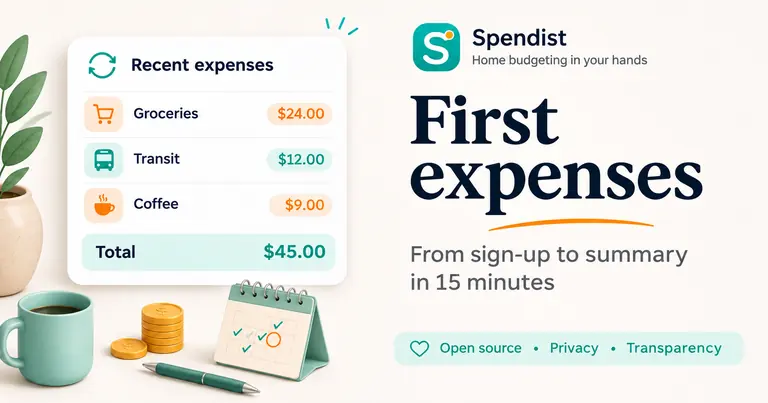 Recent expenses
Groceries $24.00
Transit $12.00
Coffee $9.00
Total $45.00
S
Spendist
Home budgeting in your hands
First
expenses
From sign-up to summary
in 15 minutes
Open source • Privacy • Transparency